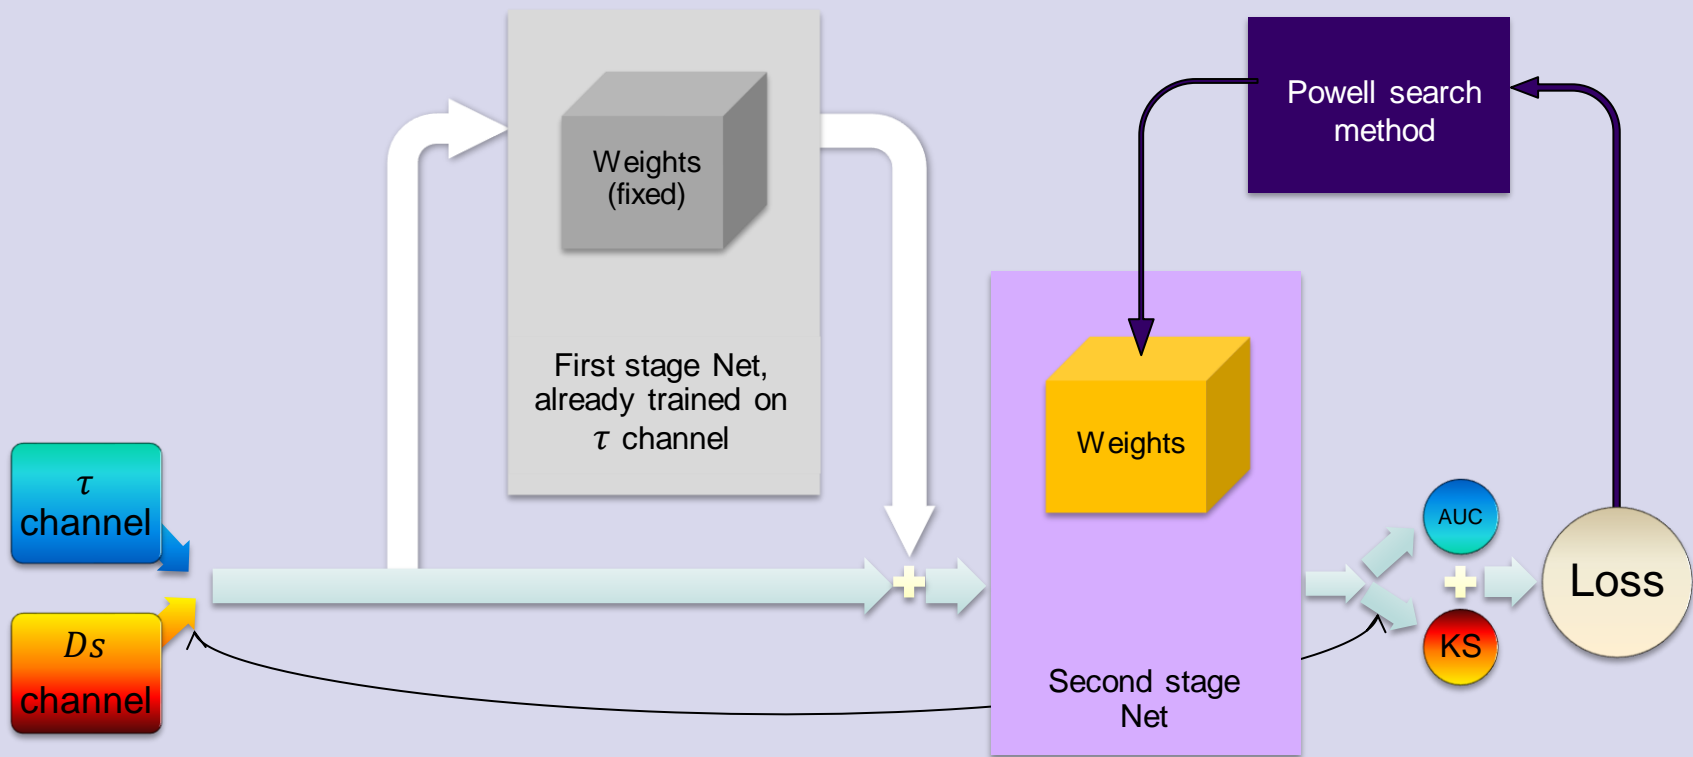 Powell search
method
Weights
(fixed)
First stage Net,
already trained on
τ channel
Weights
τ
channel
Ds
channel
AUC
KS
Loss
Second stage
Net